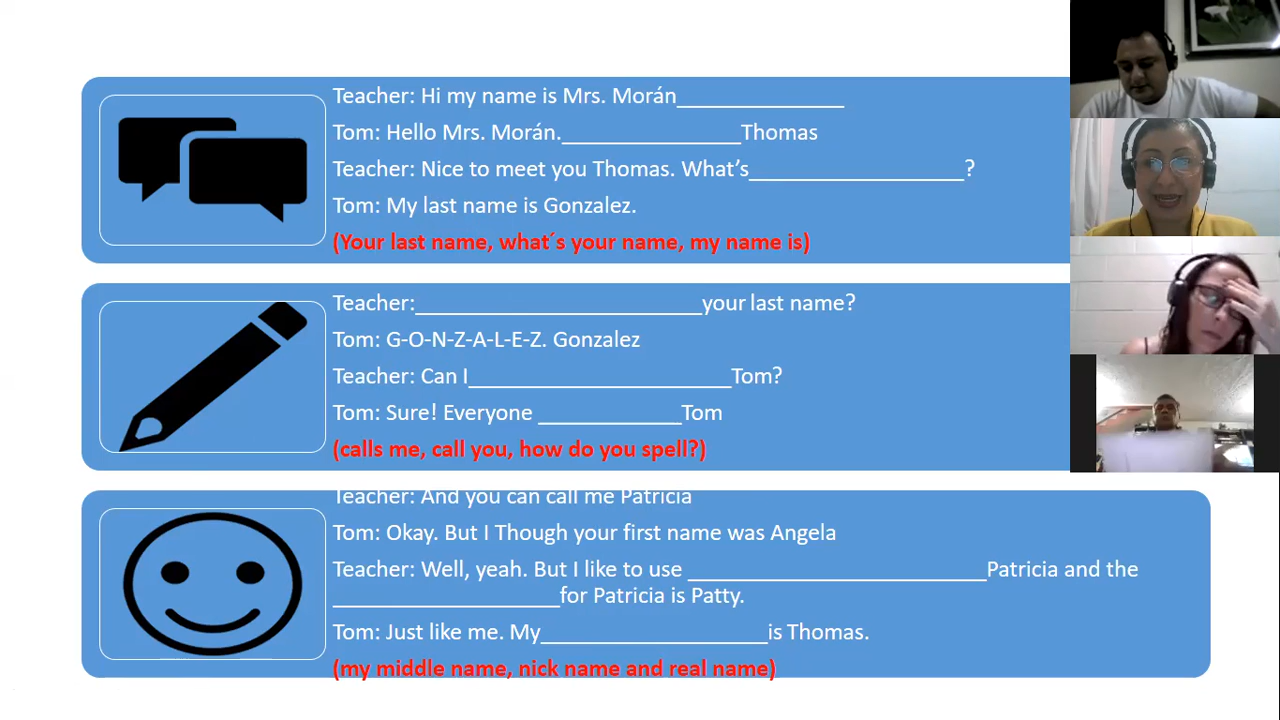 Teacher: Hi my name is Mrs. Morán_______________
Tom: Hello Mrs. Morán.________________Thomas
Teacher: Nice to meet you Thomas. What’s___________________?
Tom: My last name is Gonzalez.
(Your last name, what´s your name, my name is)
Teacher:__________________________your last name?
Tom: G-O-N-Z-A-L-E-Z. Gonzalez
Teacher: Can I________________________Tom?
Tom: Sure! Everyone _____________Tom
(calls me, call you, how do you spell?)
Teacher: And you can call me Patricia
Tom: Okay. But I Though your first name was Angela
Teacher: Well, yeah. But I like to use ___________________________Patricia and the
____________________for Patricia is Patty.
Tom: Just like me. My____________________is Thomas.
(my middle name, nick name and real name)